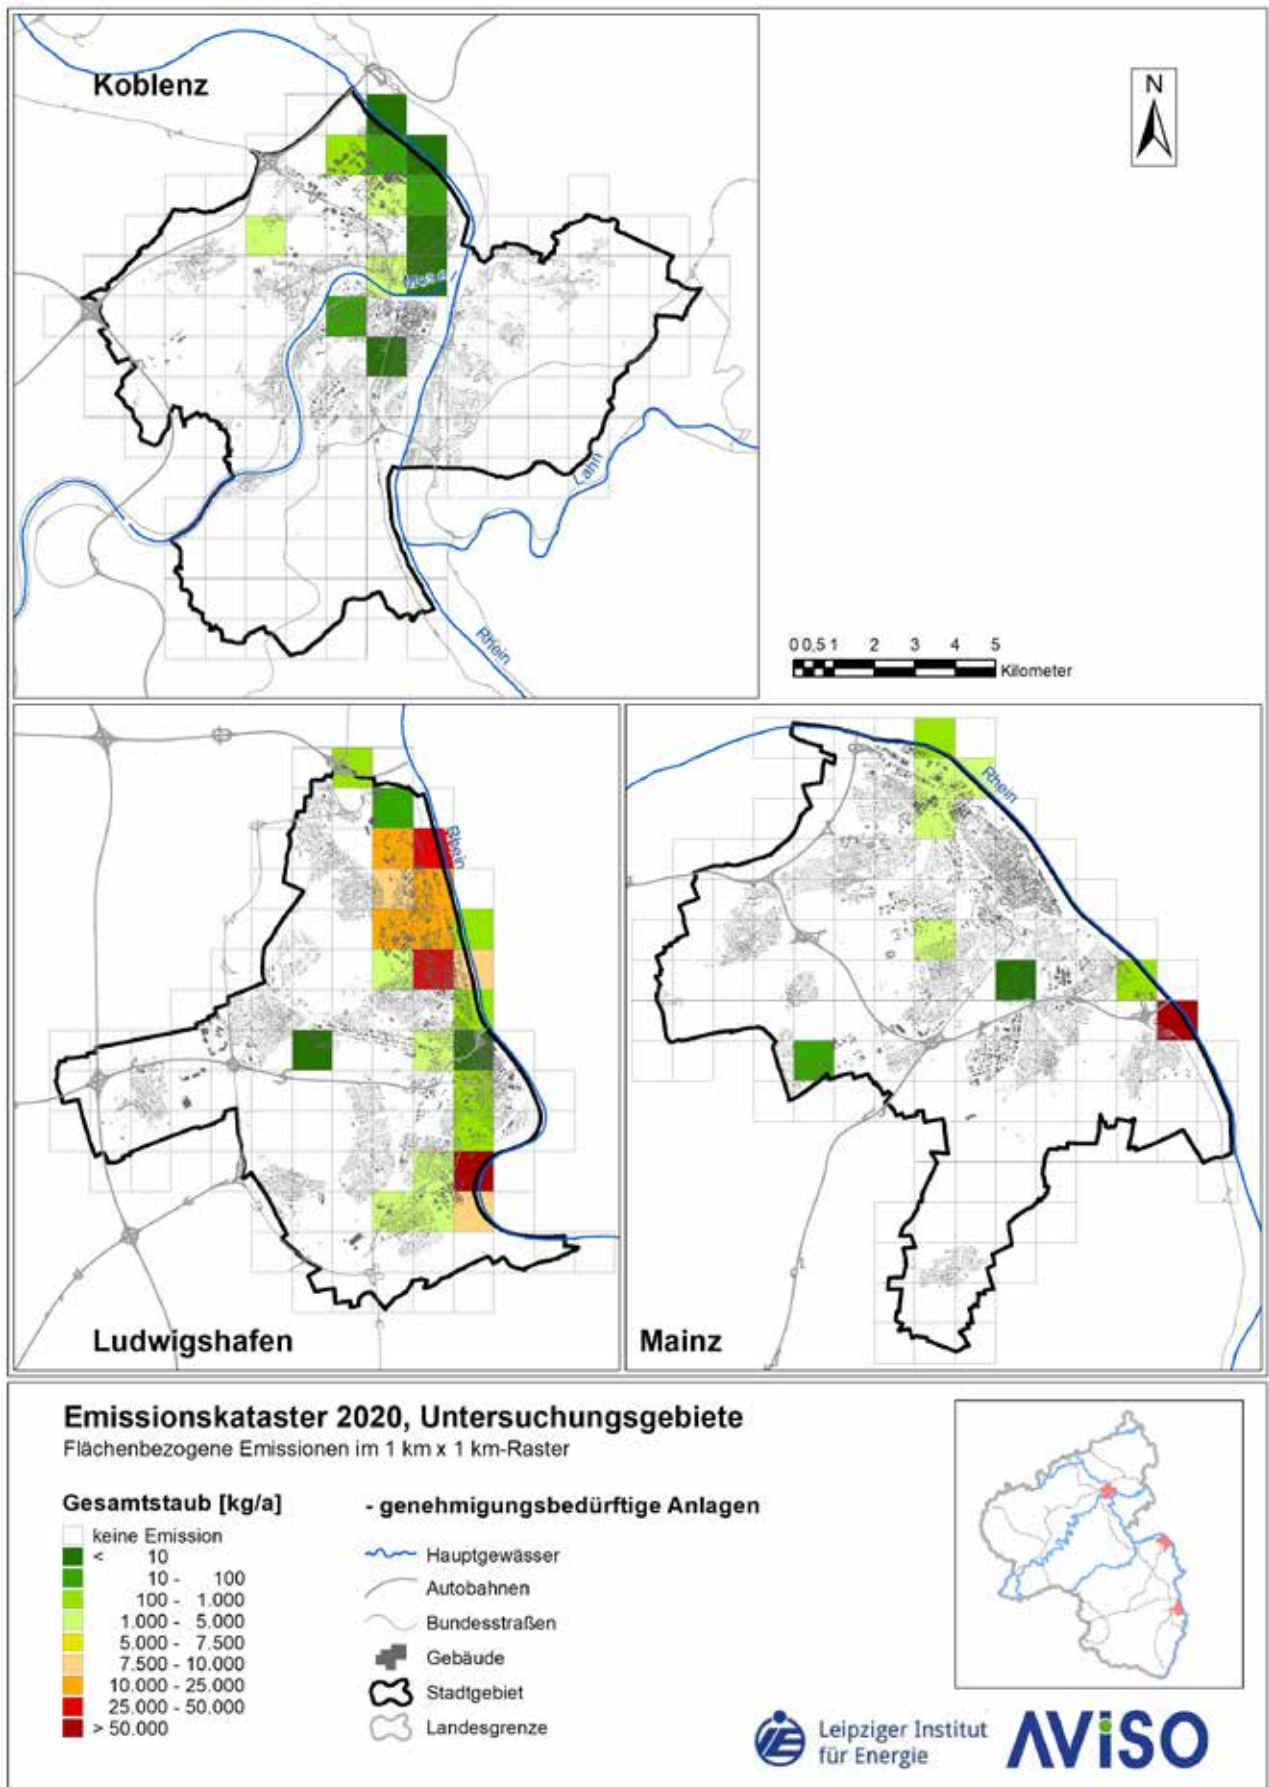 Koblenz
N
Mosel
Lahn
Rhein
0 0,5 1 2 3 4 5
Kilometer
Rhein
Rhein
Ludwigshafen
Mainz
Emissionskataster 2020, Untersuchungsgebiete
Flächenbezogene Emissionen im 1 km x 1 km-Raster
Gesamtstaub [kg/a]
keine Emission
< 10
10 - 100
100 - 1.000
1.000 - 5.000
5.000 - 7.500
7.500 - 10.000
10.000 - 25.000
25.000 - 50.000
> 50.000
- genehmigungsbedürftige Anlagen
Hauptgewässer
Autobahnen
Bundesstraßen
Gebäude
Stadtgebiet
Landesgrenze
Leipziger Institut
für Energie
AViSO